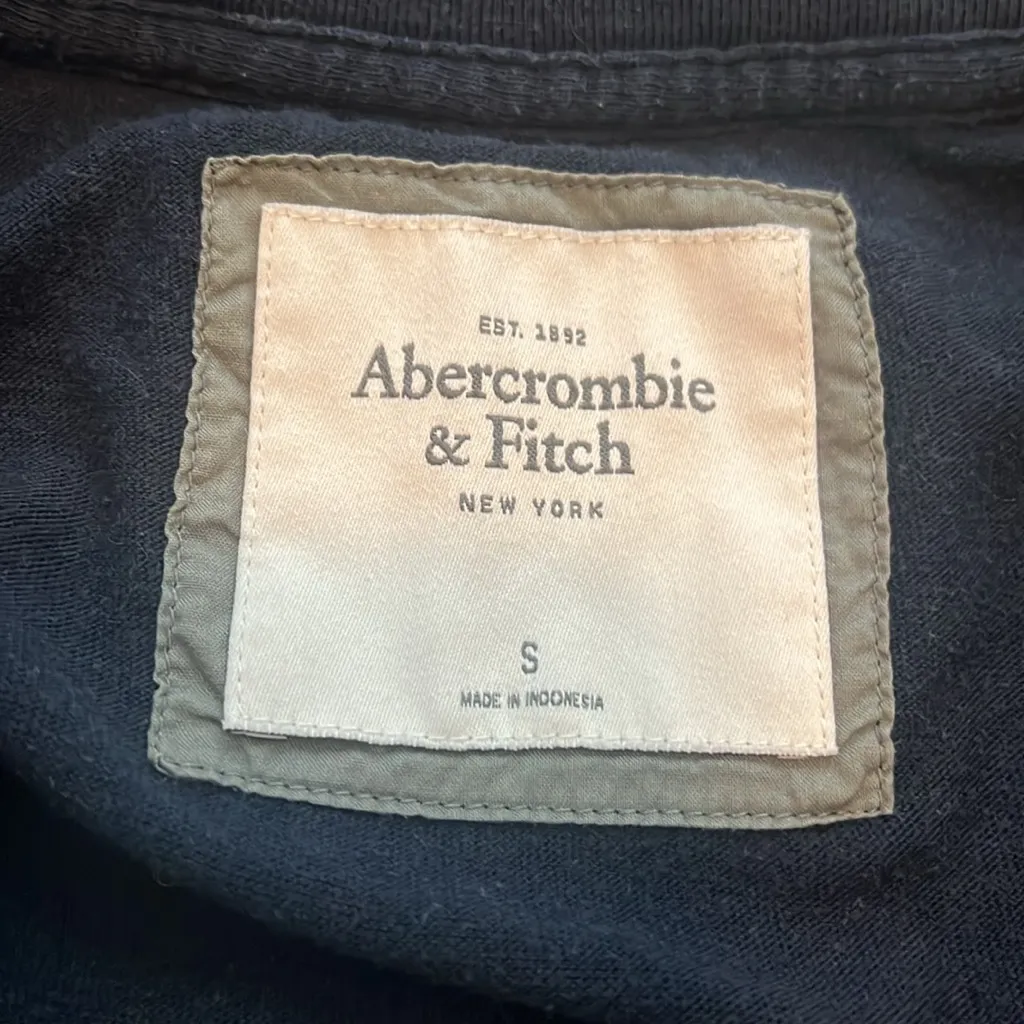 EST. 1892
Abercrombie
& Fitch
NEW YORK
S
MADE IN INDONESIA